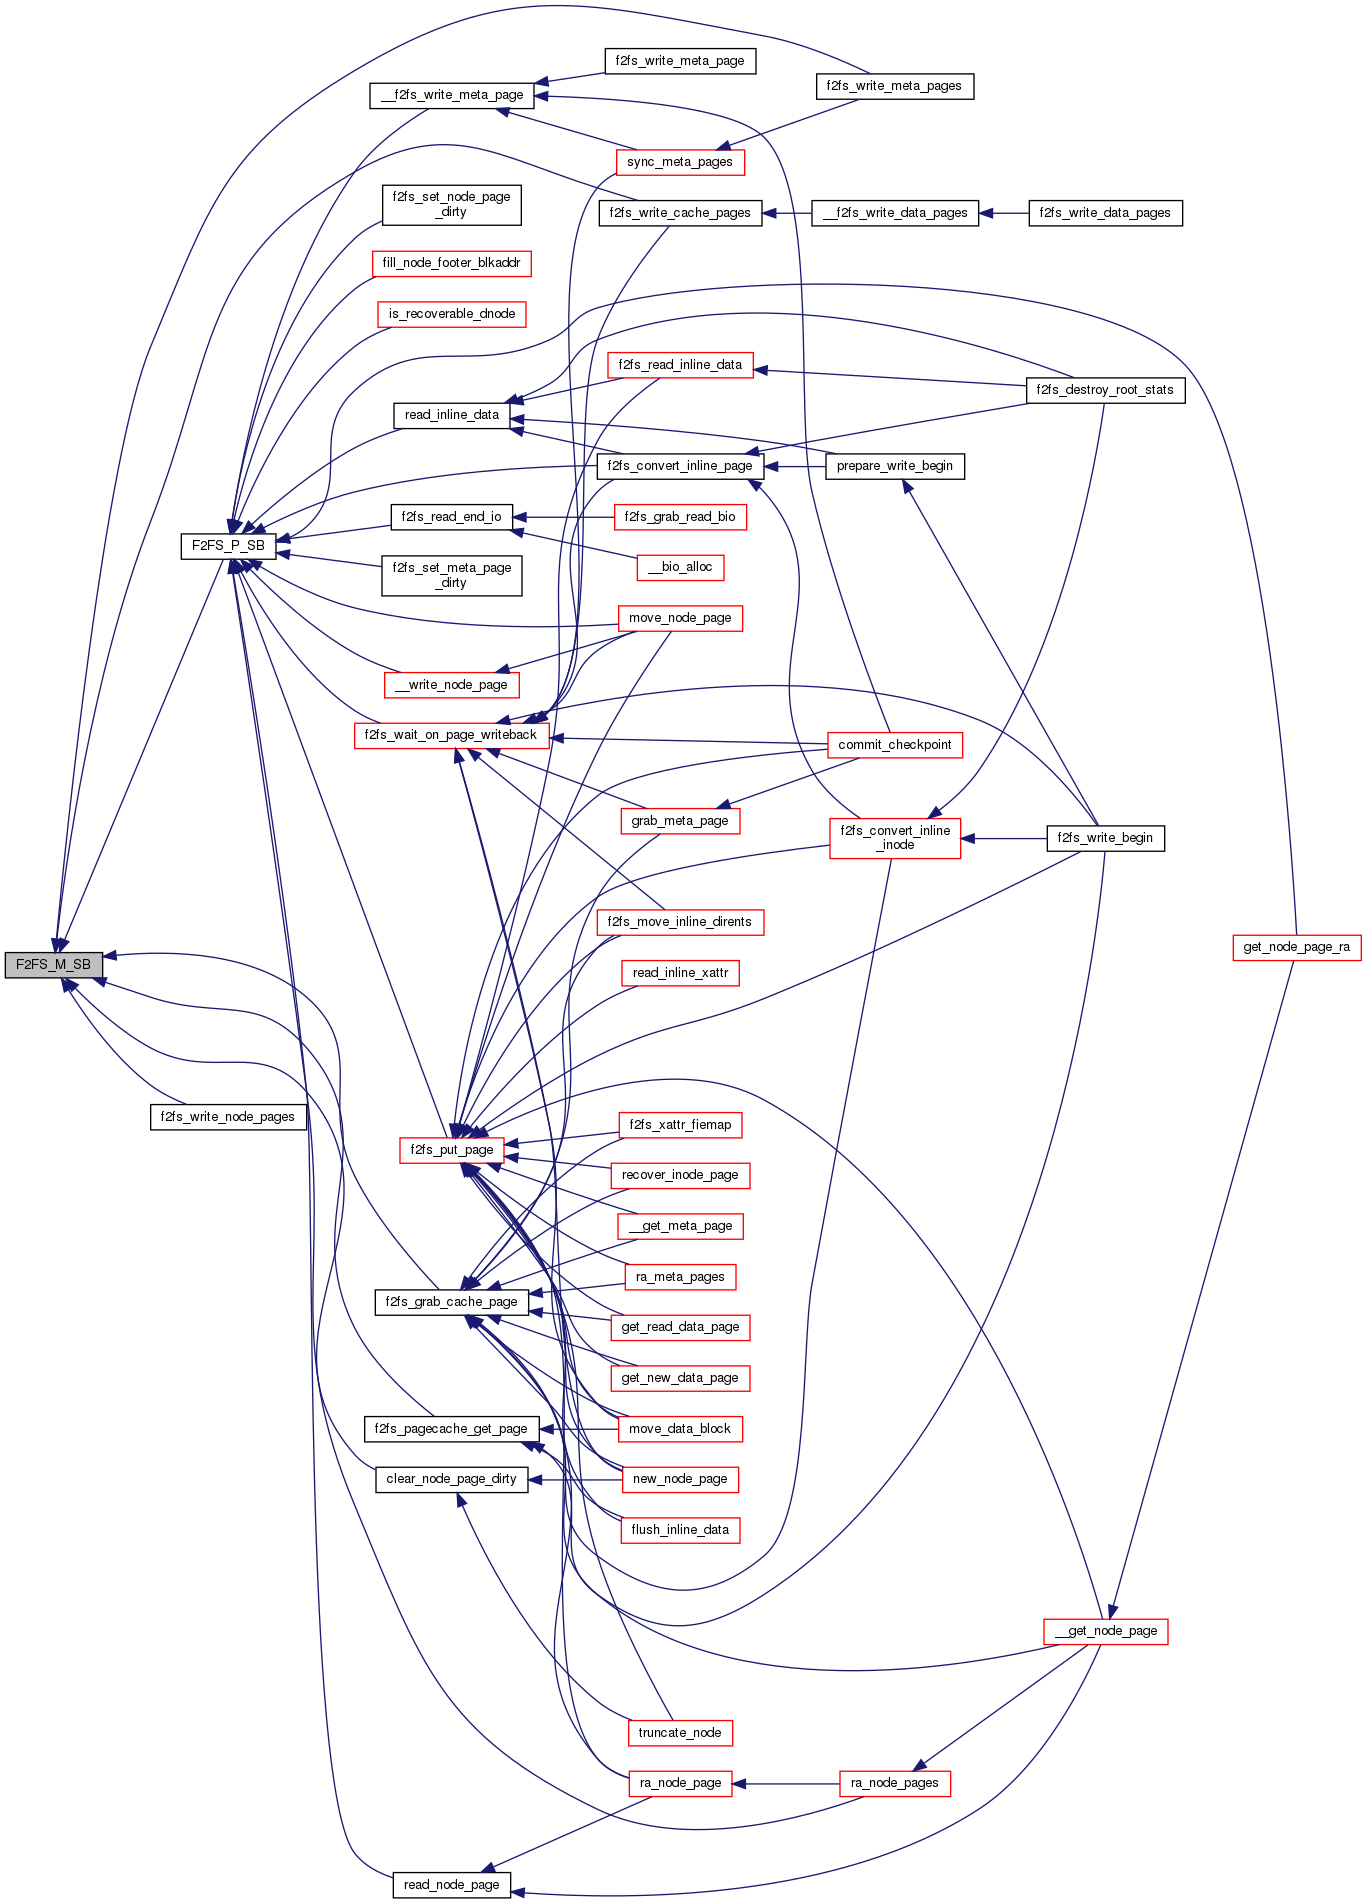 f2fs_write_meta_page
f2fs_write_meta_pages
__f2fs_write_meta_page
sync_meta_pages
f2fs_set_node_page
_dirty
f2fs_write_cache_pages
__f2fs_write_data_pages
f2fs_write_data_pages
fill_node_footer_blkaddr
is_recoverable_dnode
f2fs_read_inline_data
f2fs_destroy_root_stats
read_inline_data
f2fs_convert_inline_page
prepare_write_begin
f2fs_read_end_io
f2fs_grab_read_bio
F2FS_P_SB
__bio_alloc
f2fs_set_meta_page
_dirty
move_node_page
__write_node_page
f2fs_wait_on_page_writeback
commit_checkpoint
grab_meta_page
f2fs_convert_inline
_inode
f2fs_write_begin
f2fs_move_inline_dirents
get_node_page_ra
F2FS_M_SB
read_inline_xattr
f2fs_write_node_pages
f2fs_xattr_fiemap
f2fs_put_page
recover_inode_page
__get_meta_page
ra_meta_pages
f2fs_grab_cache_page
get_read_data_page
get_new_data_page
f2fs_pagecache_get_page
move_data_block
clear_node_page_dirty
new_node_page
flush_inline_data
__get_node_page
truncate_node
ra_node_page
ra_node_pages
read_node_page